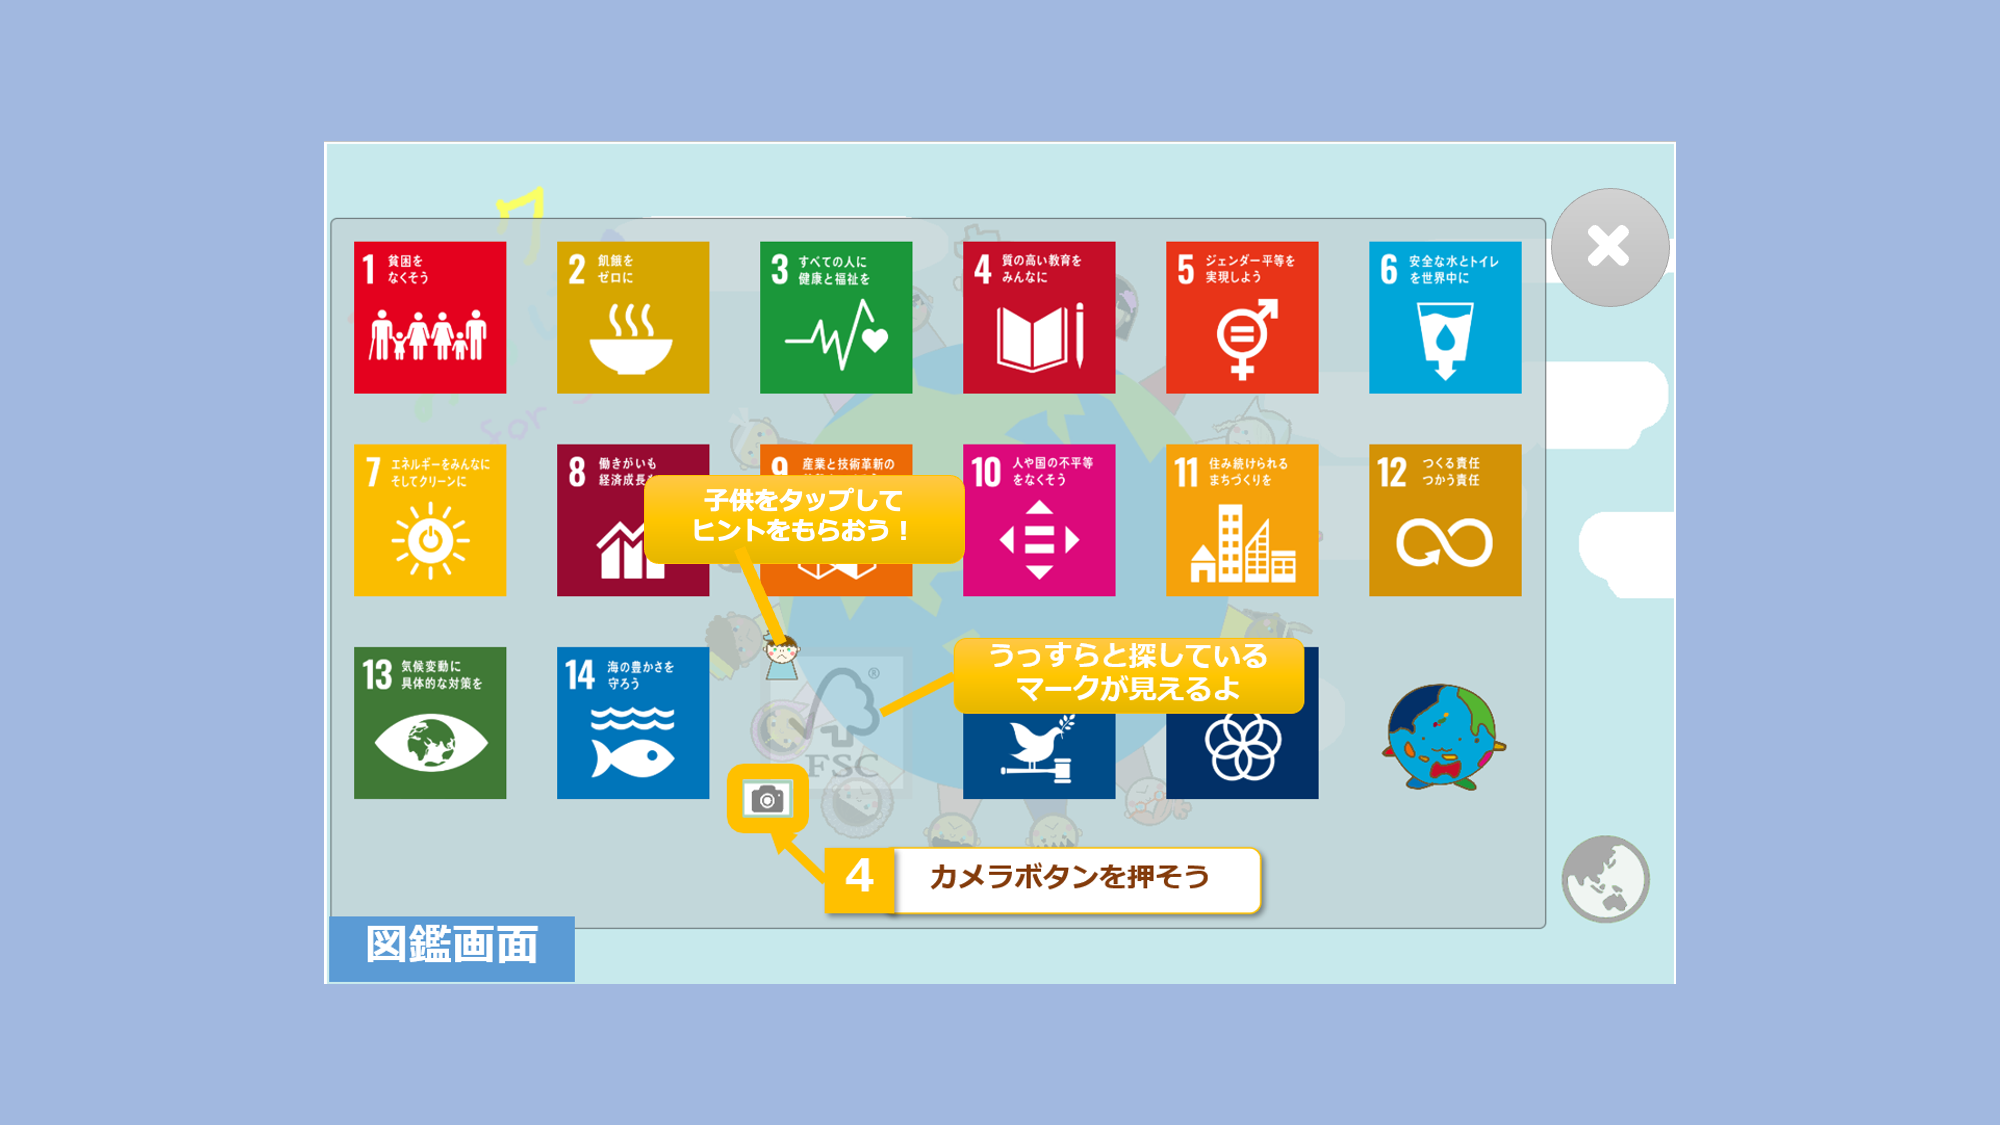 ク
for
1 貧困を
なくそう
2 飢餓を
ゼロに
3 すべての人に
健康と福祉を
4 質の高い教育を
みんなに
5 ジェンダー平等を
実現しよう
6 安全な水とトイレ
を世界中に
7 エネルギーをみんなに
そしてクリーンに
8 働きがいも
経済成長
9 産業と技術革新の
10 人や国の不平等
をなくそう
11 住み続けられる
まちづくりを
12 つくる責任
つかう責任
子供をタップして
ヒントをもらおう！
13 気候変動に
具体的な対策を
14 海の豊かさを
守ろう
®
FSC
うっすらと探している
マークが見えるよ
4 カメラボタンを押そう
図鑑画面